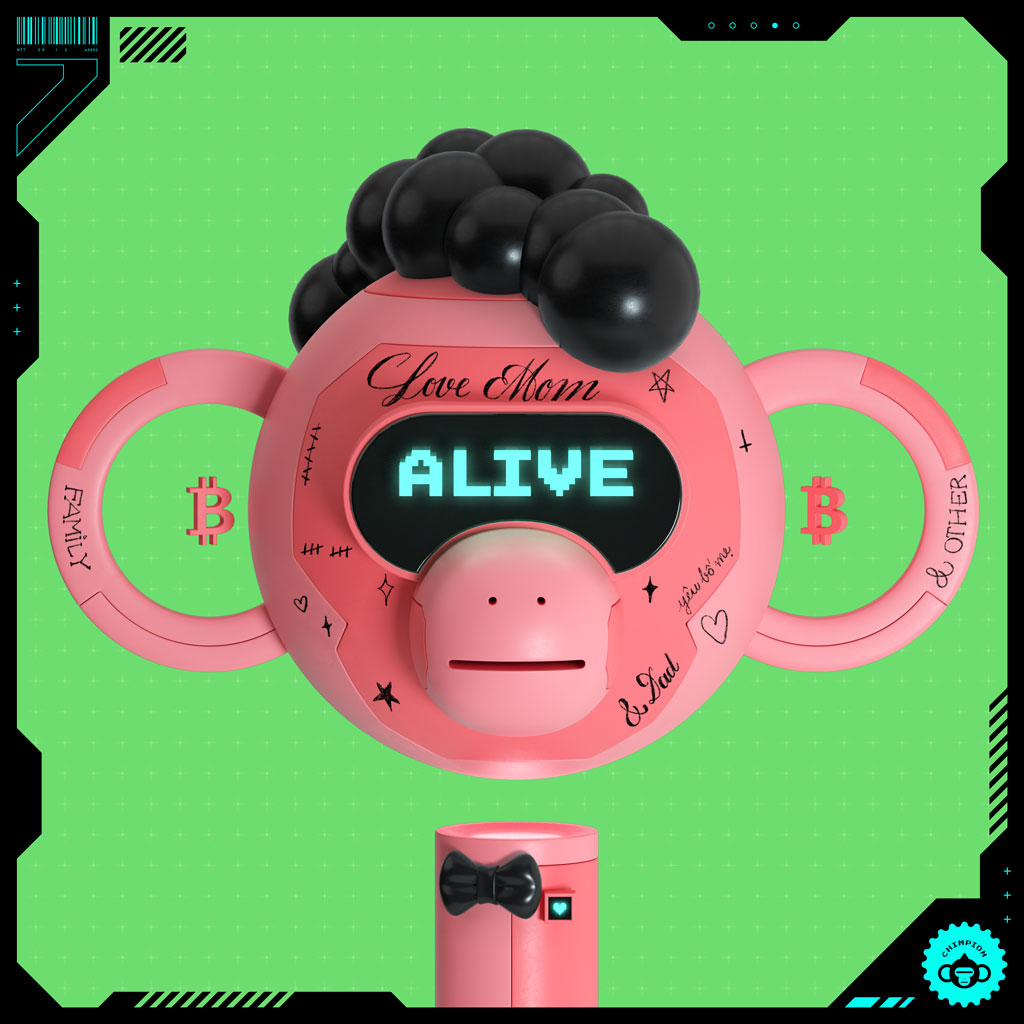 Love Mom
ALIVE
FAMILY
& OTHER
yêu bố mẹ
& Dad
CHIMPION